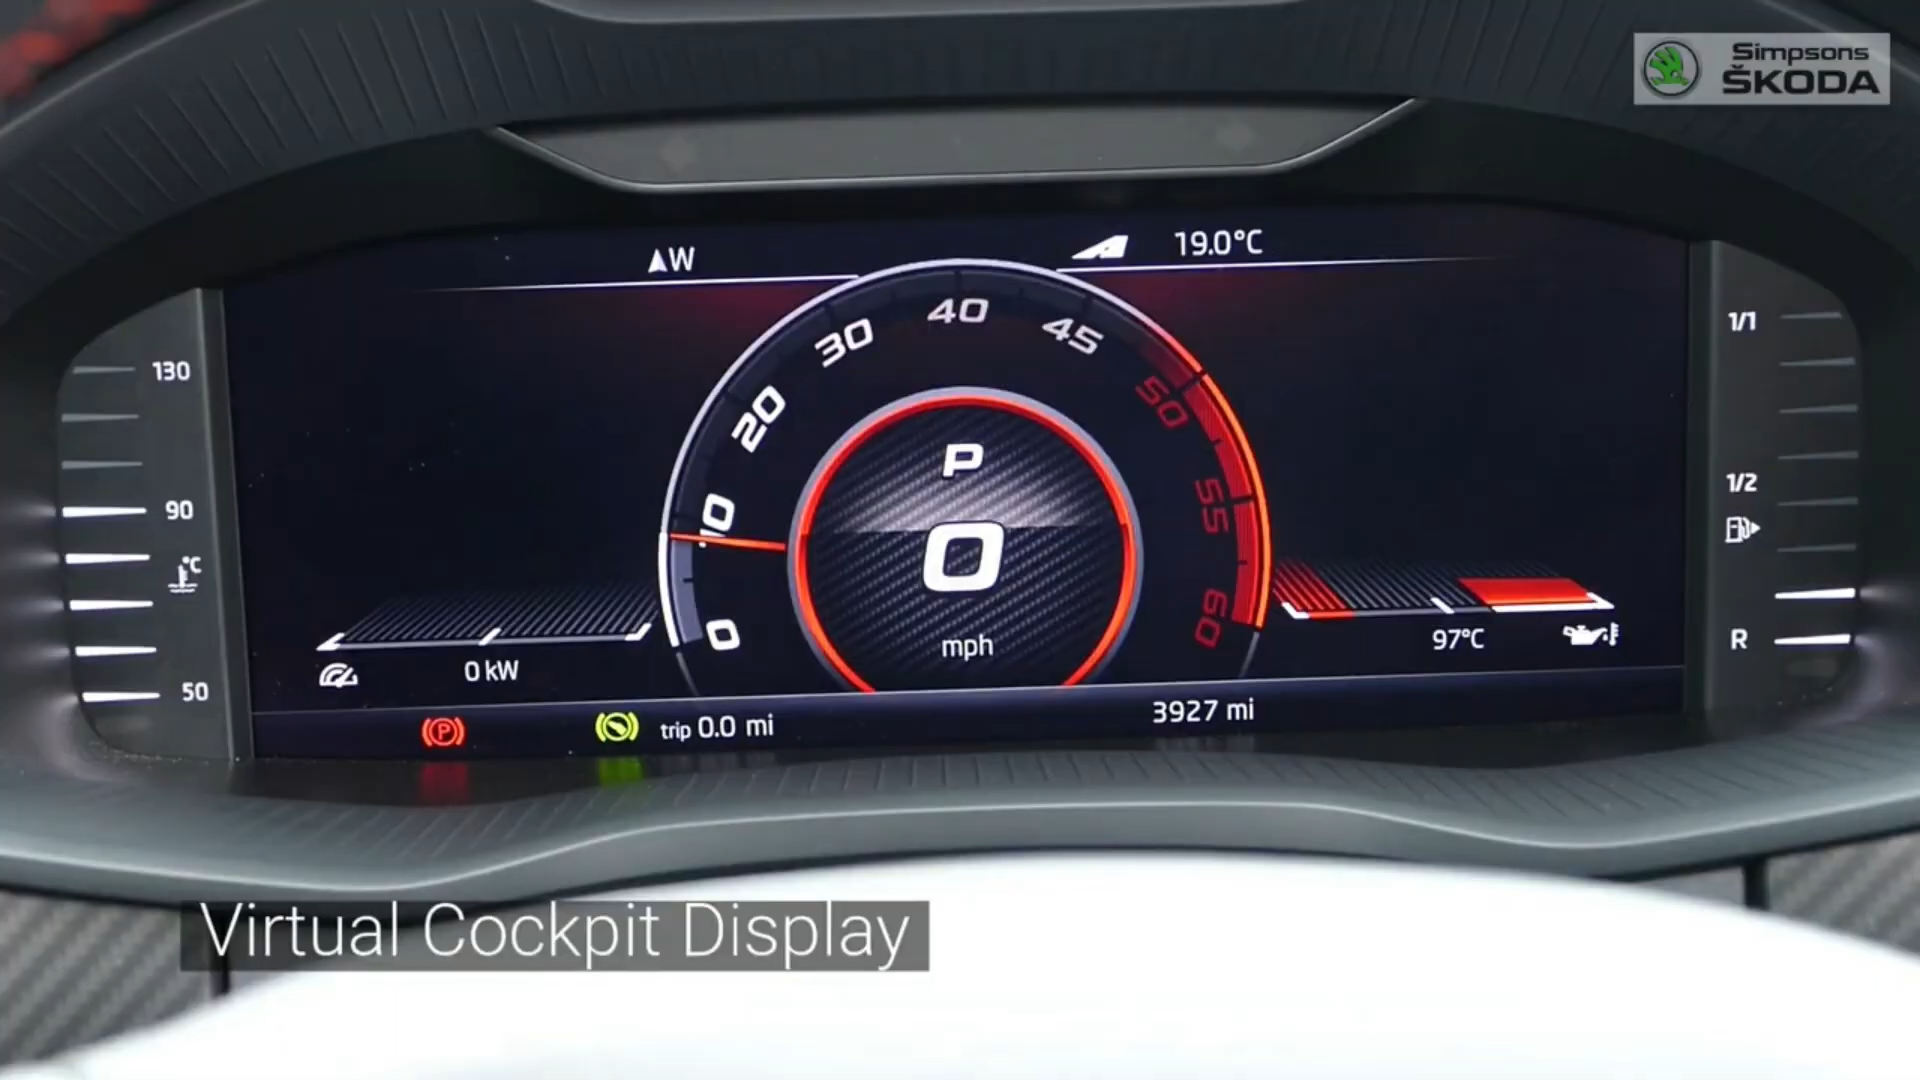 Simpsons
ŠKODA
W
19.0°C
130
90
°C
50
0
10
20
30
40
45
50
55
60
P
0
mph
0 kW
97°C
1/1
1/2
R
P
trip 0.0 mi
3927 mi
Virtual Cockpit Display